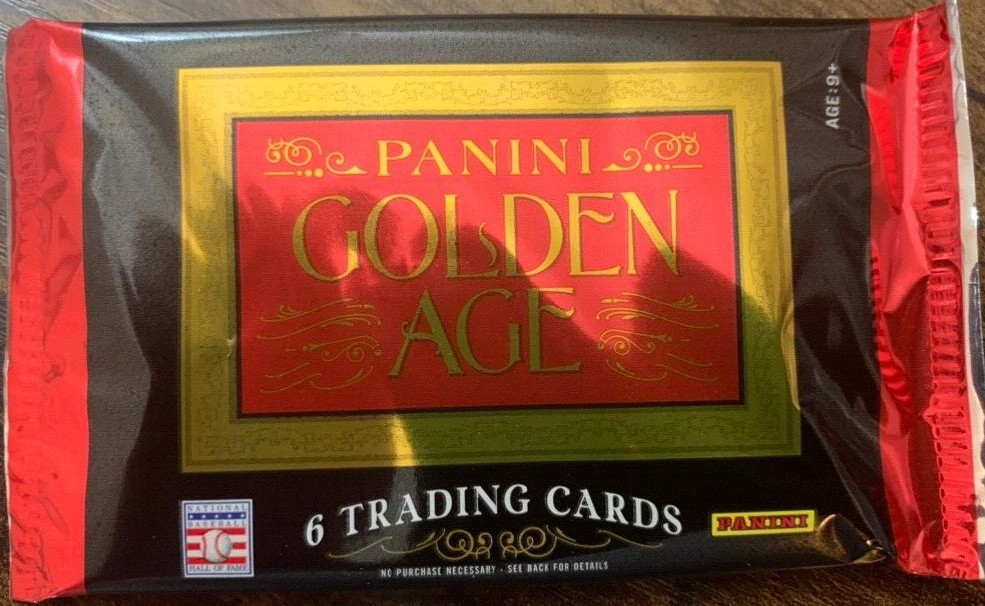 AGE: 9+
PANINI
GOLDEN
AGE
6 TRADING CARDS
NATIONAL
BASEBALL
HALL OF FAME
PANINI
NO PURCHASE NECESSARY · SEE BACK FOR DETAILS